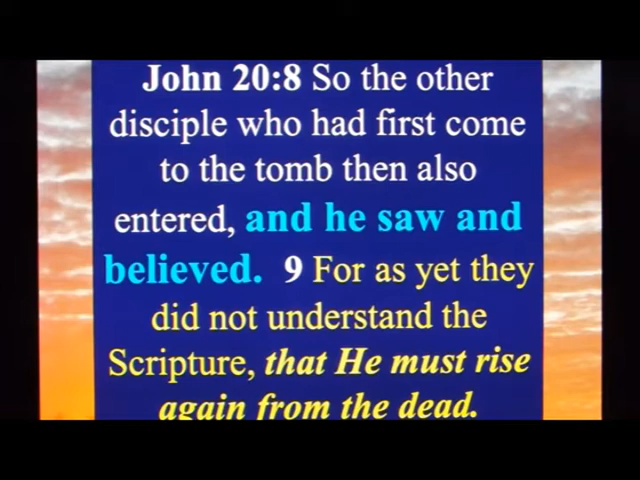 John 20:8 So the other
disciple who had first come
to the tomb then also
entered, and he saw and
believed. 9 For as yet they
did not understand the
Scripture, that He must rise
again from the dead.